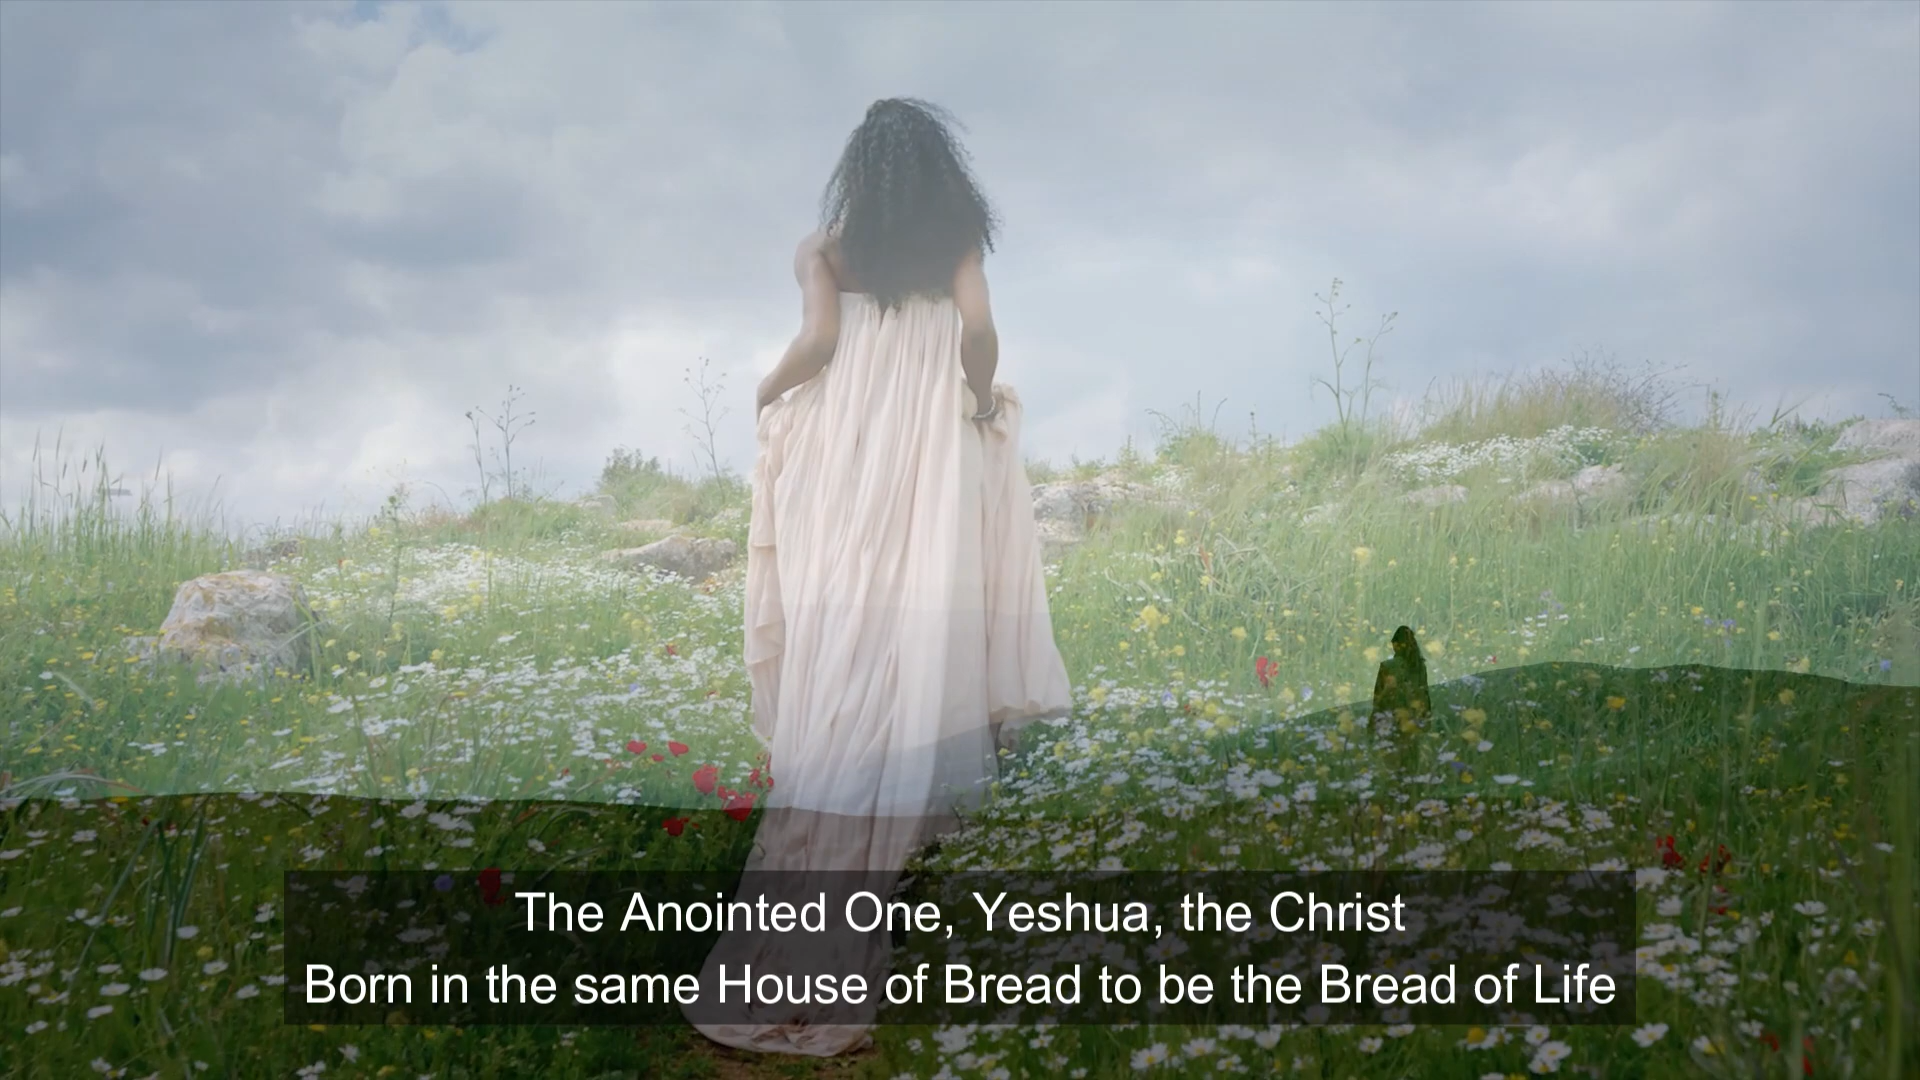 The Anointed One, Yeshua, the Christ
Born in the same House of Bread to be the Bread of Life